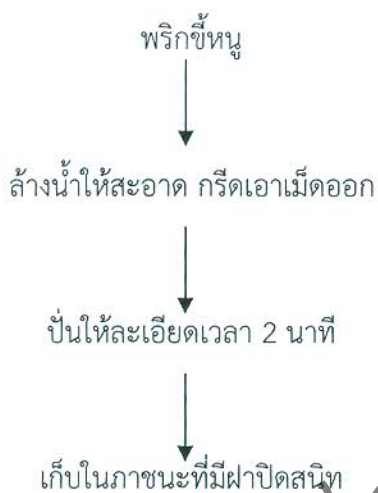 พริกขี้หนู
ล้างน้ำให้สะอาด กรีดเอาเม็ดออก
ปั่นให้ละเอียดเวลา 2 นาที
เก็บในภาชนะที่มีฝาปิดสนิท